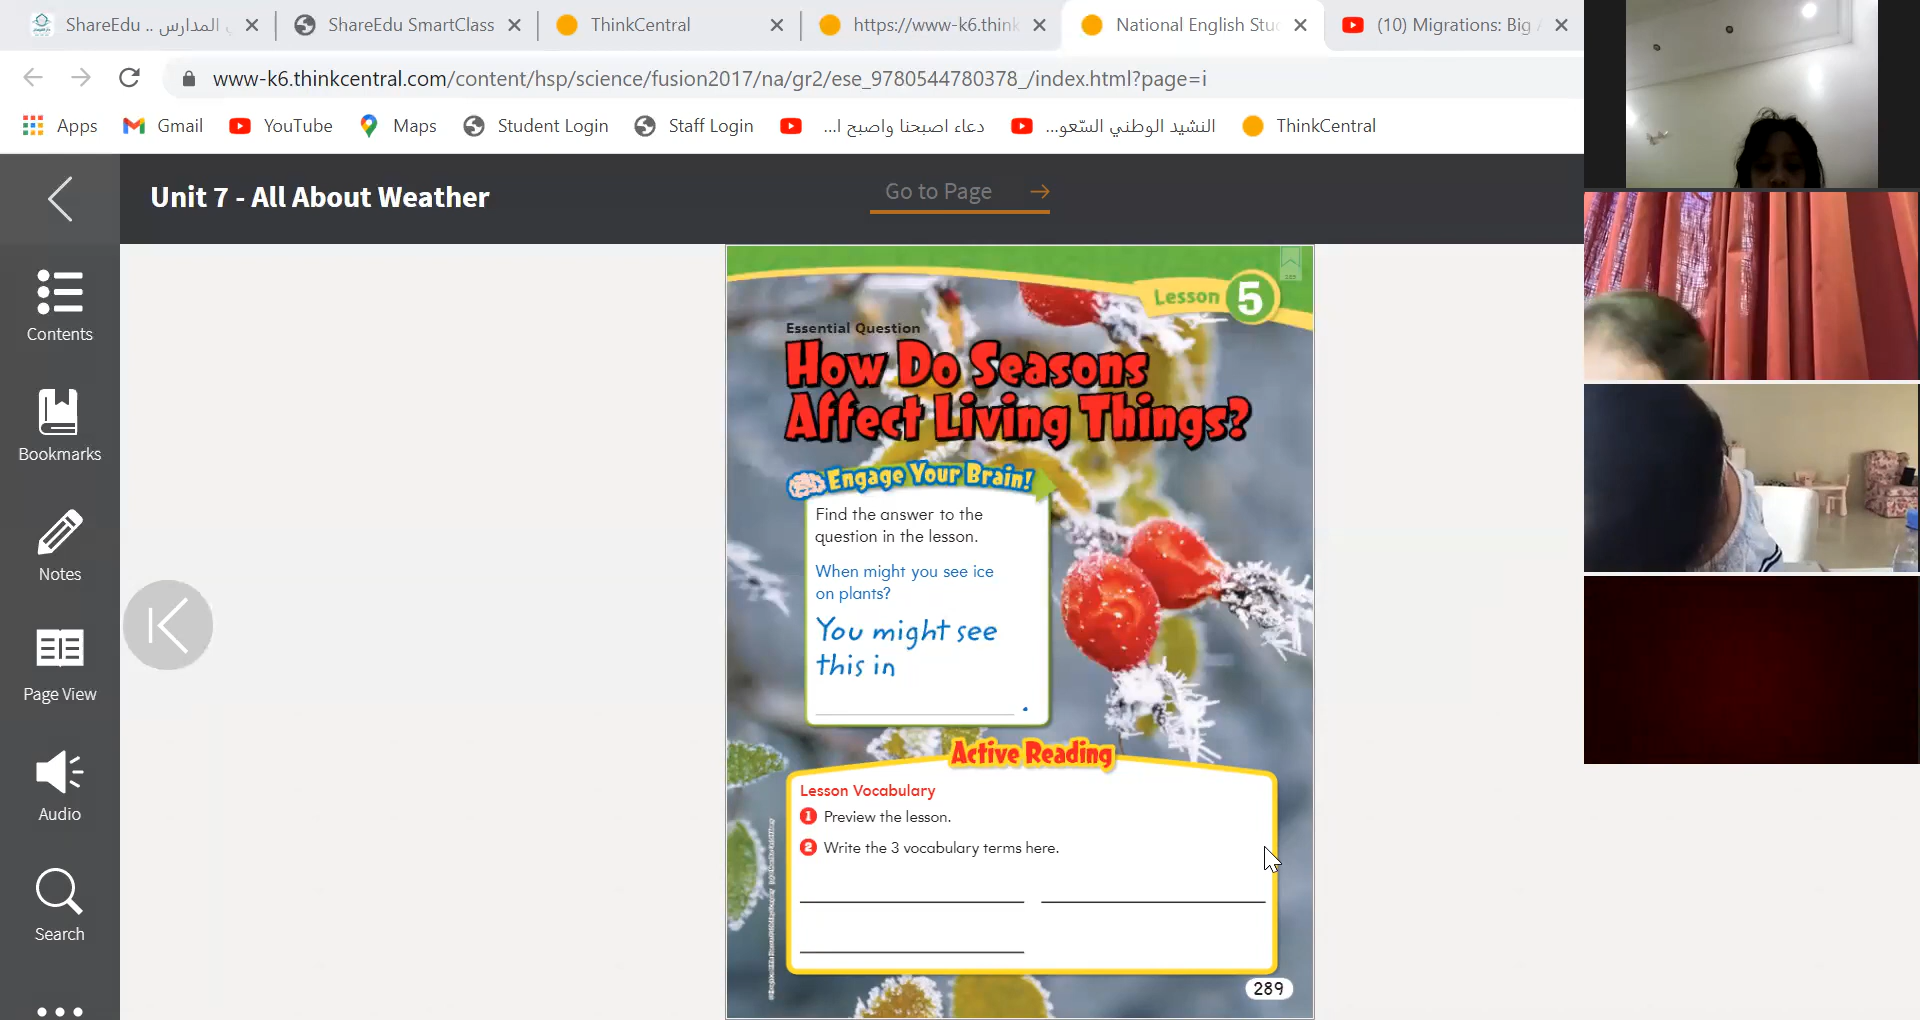 ShareEdu .. ي المدارس
ShareEdu SmartClass
ThinkCentral
https://www-k6.think
National English Stu
(10) Migrations: Big
www-k6.thinkcentral.com/content/hsp/science/fusion2017/na/gr2/ese_9780544780378_/index.html?page=i
Apps
Gmail
YouTube
Maps
Student Login
Staff Login
دعاء اصبحنا واصبح ا...
النشيد الوطني السّعو...
ThinkCentral
Unit 7 - All About Weather
Go to Page
Contents
Bookmarks
Notes
Page View
Audio
Search
Lesson 5
Essential Question
How Do Seasons
Affect Living Things?
Engage Your Brain!
Find the answer to the
question in the lesson.
When might you see ice
on plants?
You might see
this in
.
Active Reading
Lesson Vocabulary
1 Preview the lesson.
2 Write the 3 vocabulary terms here.
289